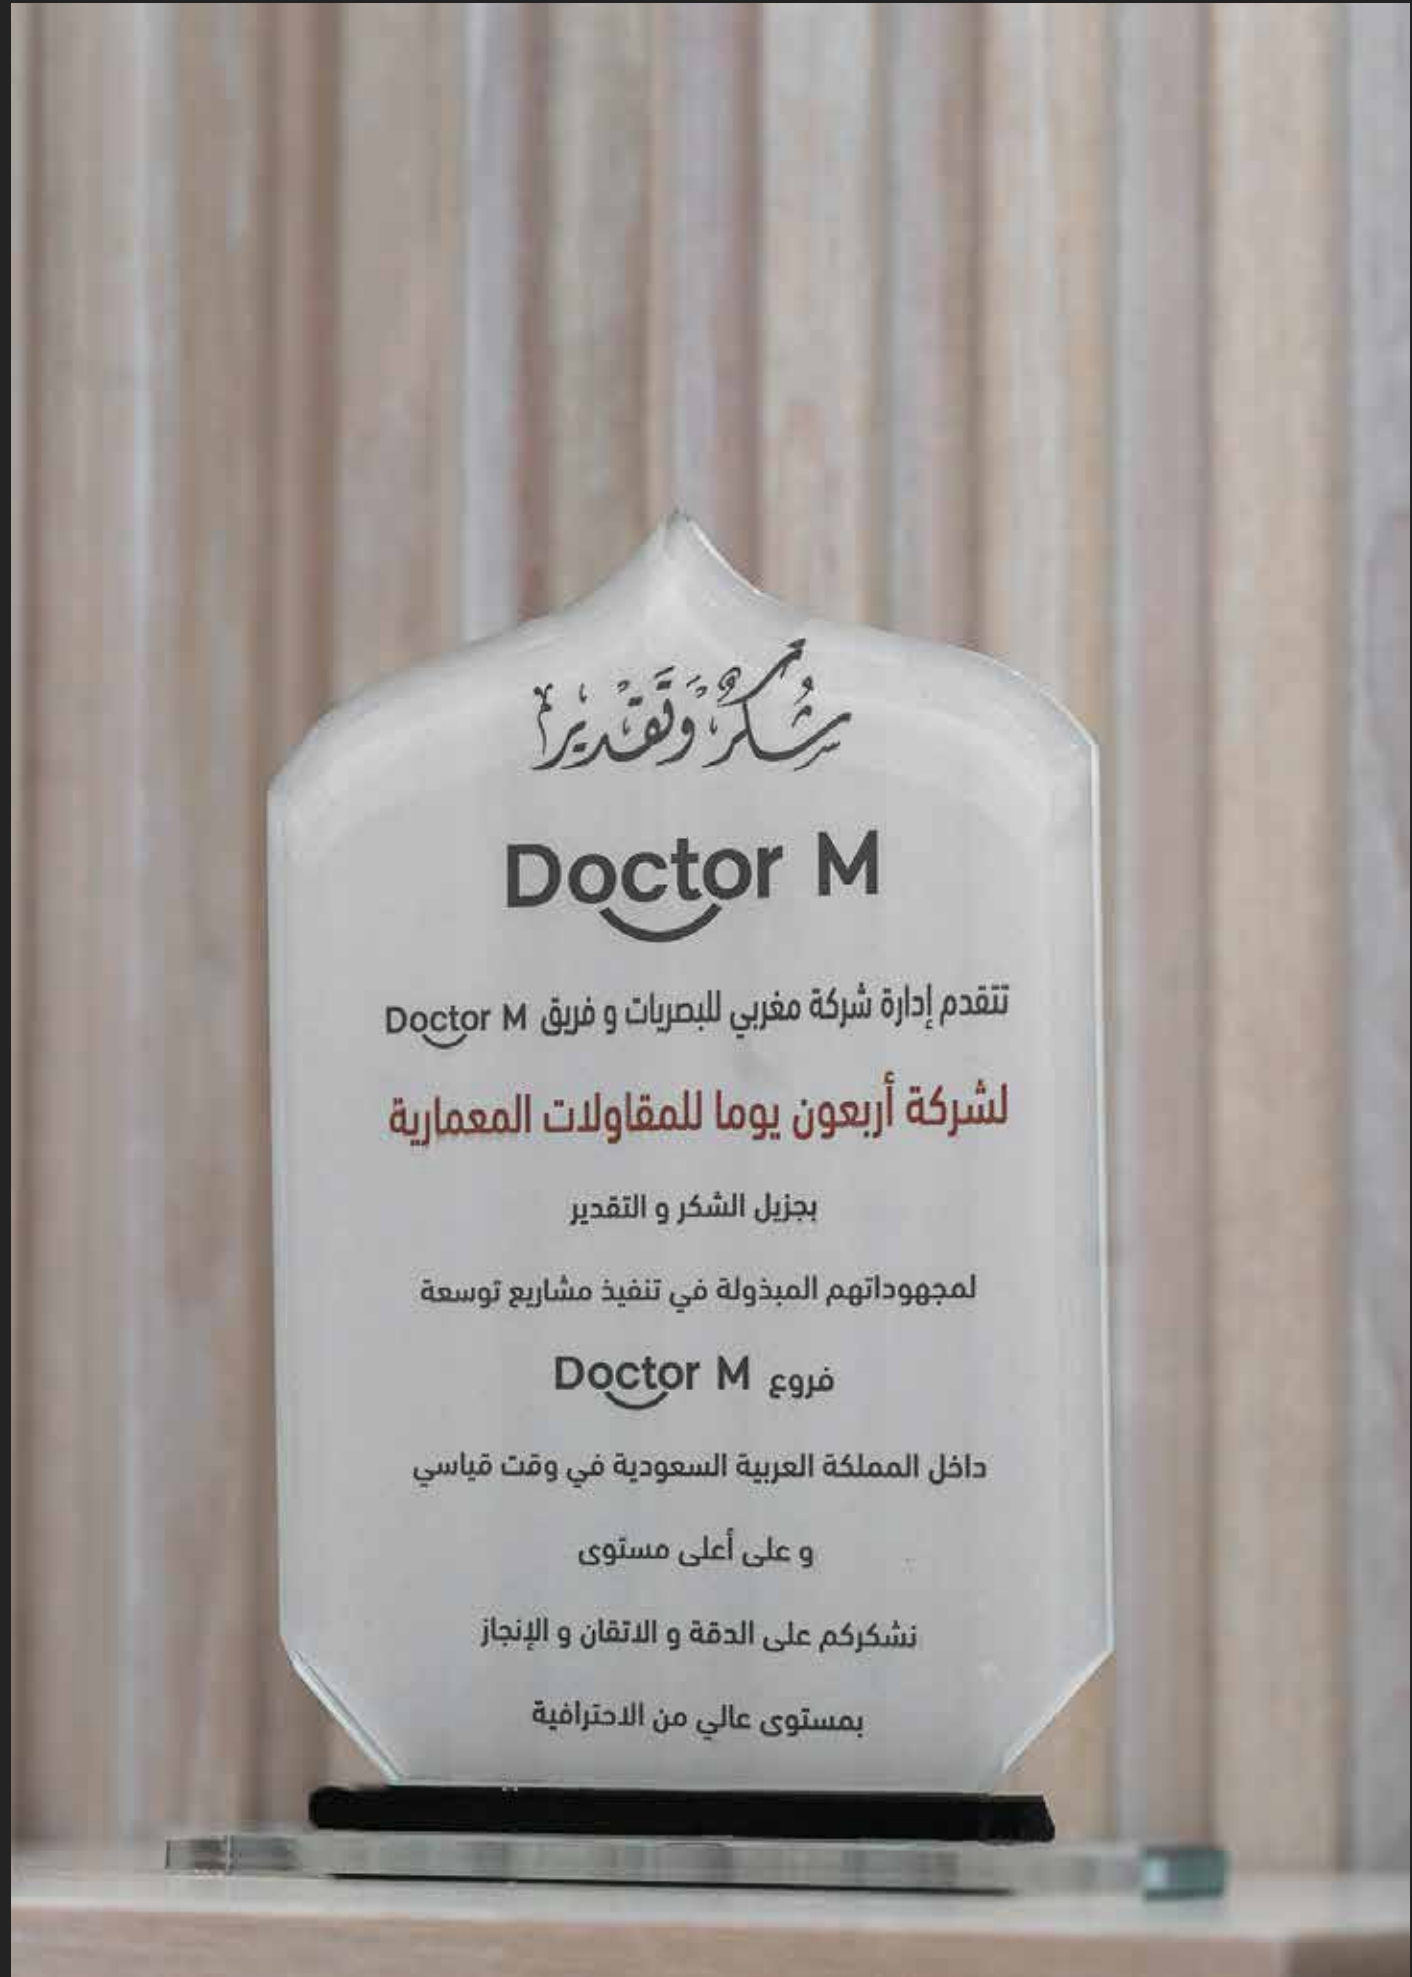 شُكْرٌ وَتَقْدِيرٌ
Doctor M
تتقدم إدارة شركة مغربي للبصريات و فريق Doctor M
لشركة أربعون يوما للمقاولات المعمارية
بجزيل الشكر و التقدير
لمجهوداتهم المبذولة في تنفيذ مشاريع توسعة
فروع Doctor M
داخل المملكة العربية السعودية في وقت قياسي
و على أعلى مستوى
نشكركم على الدقة و الاتقان و الإنجاز
بمستوى عالي من الاحترافية